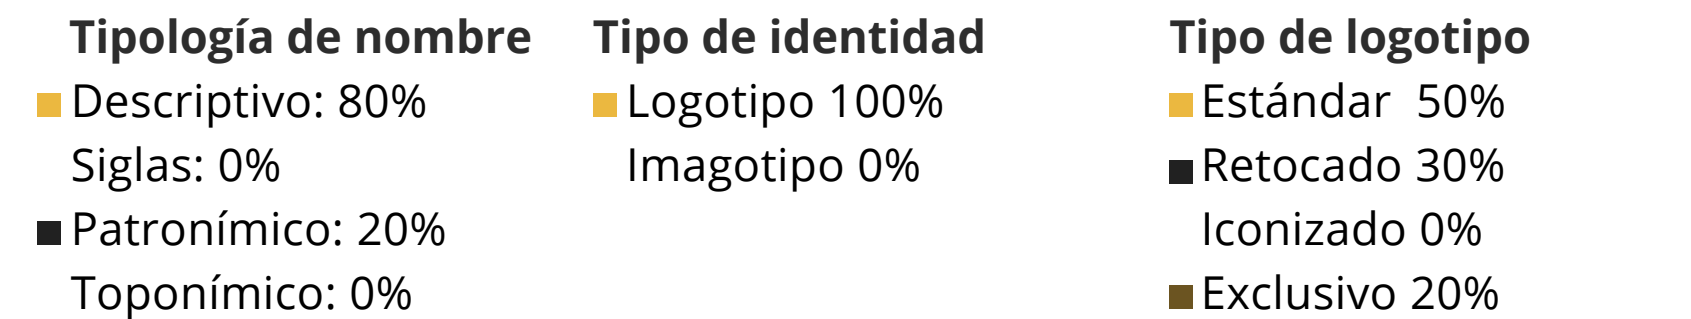 Tipología de nombre
Descriptivo: 80%
Siglas: 0%
Patronímico: 20%
Toponímico: 0%
Tipo de identidad
Logotipo 100%
Imagotipo 0%
Tipo de logotipo
Estándar 50%
Retocado 30%
Iconizado 0%
Exclusivo 20%